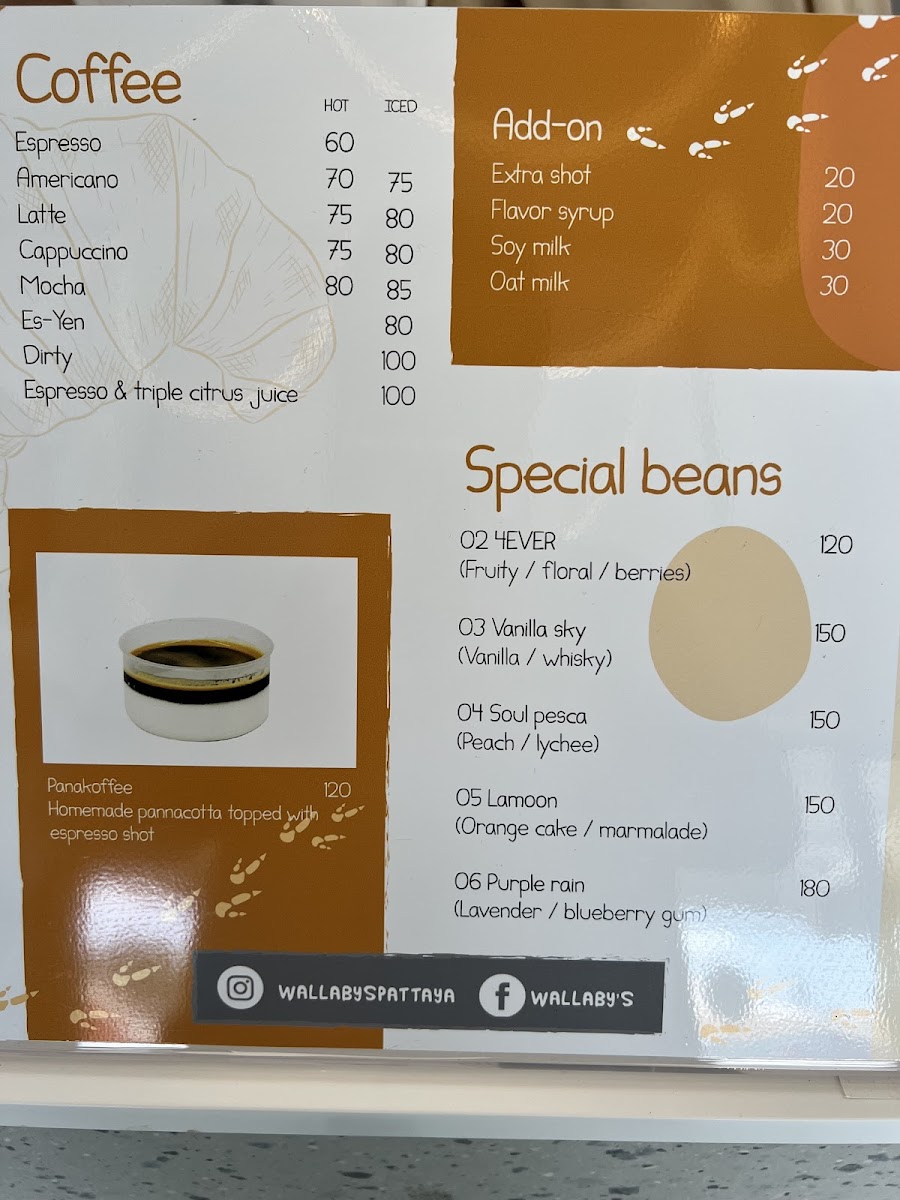 Coffee
HOT ICED
Espresso 60
Americano 70 75
Latte 75 80
Cappuccino 75 80
Mocha 80 85
Es-Yen 80
Dirty 100
Espresso & triple citrus juice 100
Add-on
Extra shot 20
Flavor syrup 20
Soy milk 30
Oat milk 30
Special beans
02 4EVER 120
(Fruity / floral / berries)
03 Vanilla sky 150
(Vanilla / whisky)
04 Soul pesca 150
(Peach / lychee)
05 Lamoon 150
(Orange cake / marmalade)
06 Purple rain 180
(Lavender / blueberry gum)
Panakoffee 120
Homemade pannacotta topped with
espresso shot
WALLABYSPATTAYA WALLABY'S